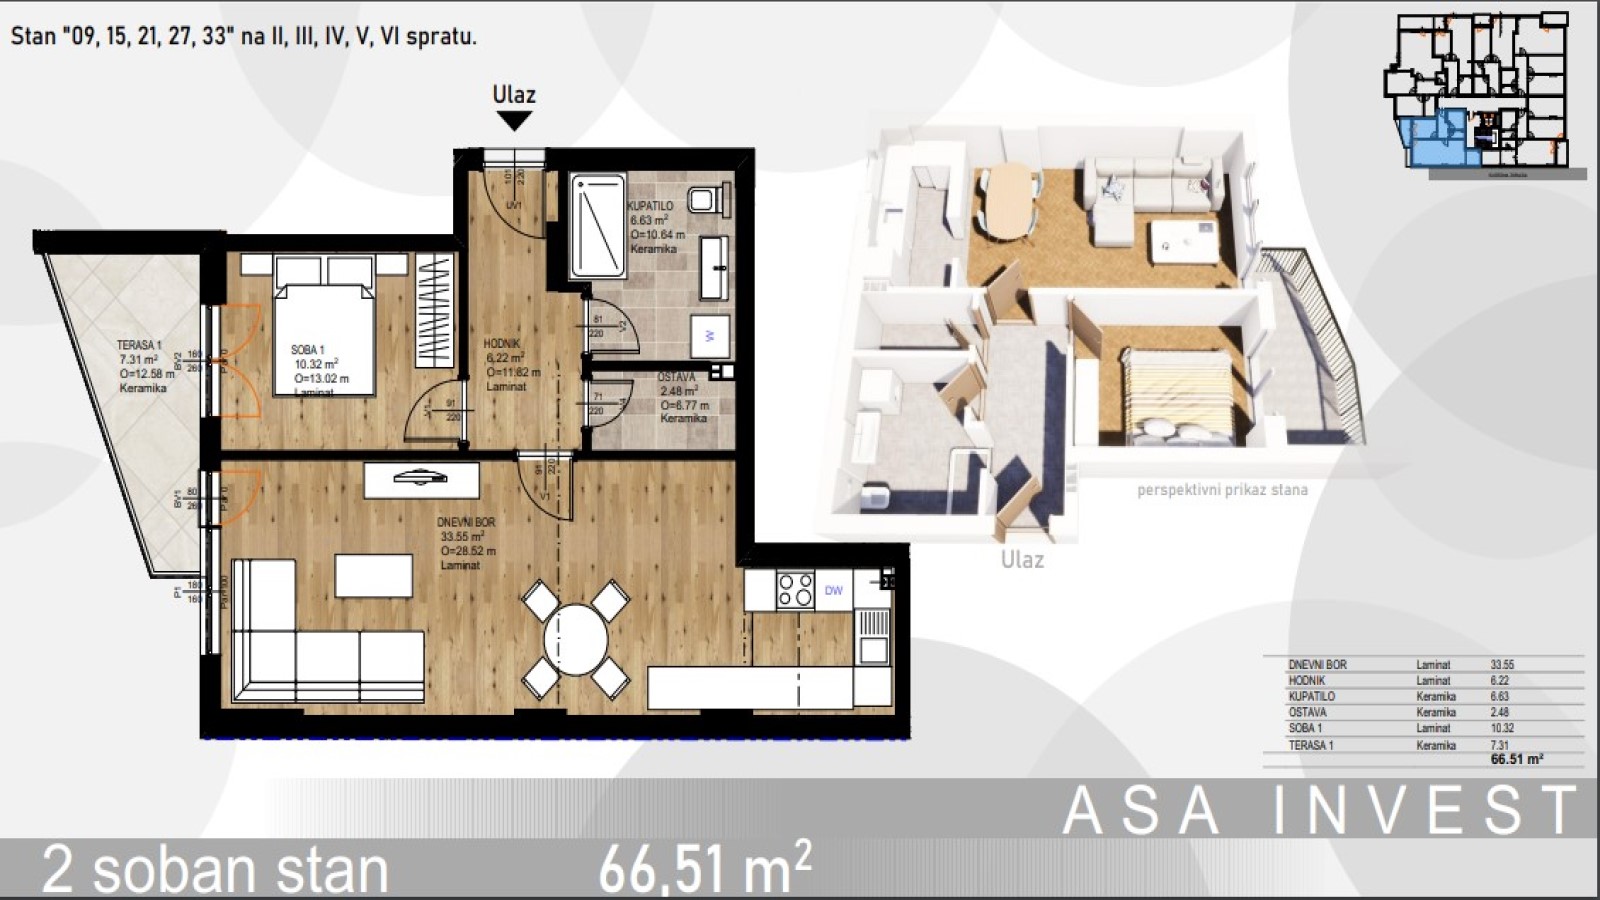 Stan "09, 15, 21, 27, 33" na II, III, IV, V, VI spratu.
Ulaz
101
220
UV1
KUPATILO
6.63 m²
O=10.64 m
Keramika
81
220
V2
W
TERASA 1
7.31 m²
O=12.58 m
Keramika
BV2
160
260
SOBA 1
10.32 m²
O=13.02 m
Laminat
V1
91
220
HODNIK
6.22 m²
O=11.82 m
Laminat
OSTAVA
2.48 m²
O=6.77 m
Keramika
71
220
91
220
V1
BV1
80
260
DNEVNI BOR
33.55 m²
O=28.52 m
Laminat
P1
180
160
DW
perspektivni prikaz stana
Ulaz
DNEVNI BOR Laminat 33.55
HODNIK Laminat 6.22
KUPATILO Keramika 6.63
OSTAVA Keramika 2.48
SOBA 1 Laminat 10.32
TERASA 1 Keramika 7.31
66.51 m²
ASA INVEST
2 soban stan 66,51 m²